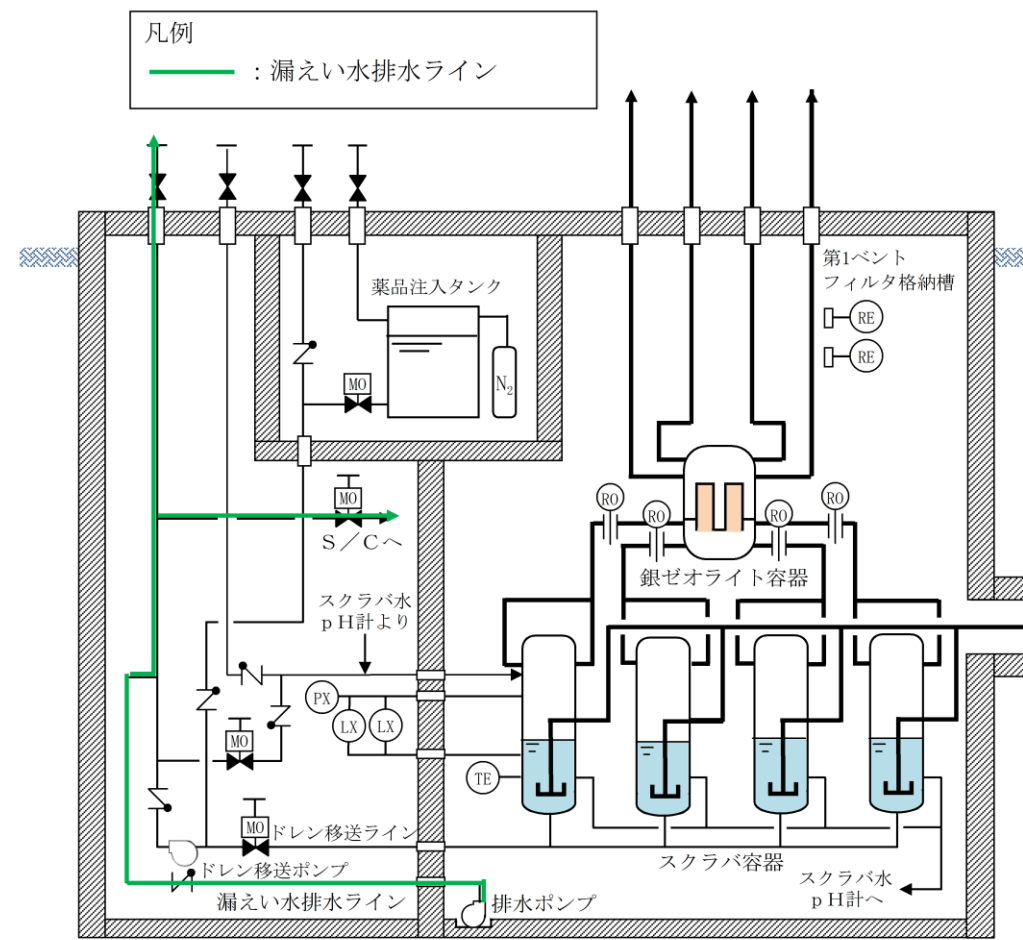 凡例
：漏えい水排水ライン
第1ベント
フィルタ格納槽
薬品注入タンク
RE
RE
MO
N₂
MO
S／Cへ
RO
RO
RO
RO
銀ゼオライト容器
スクラバ水
pH計より
PX
LX
LX
MO
TE
MO
ドレン移送ライン
ドレン移送ポンプ
スクラバ容器
スクラバ水
pH計へ
漏えい水排水ライン
排水ポンプ